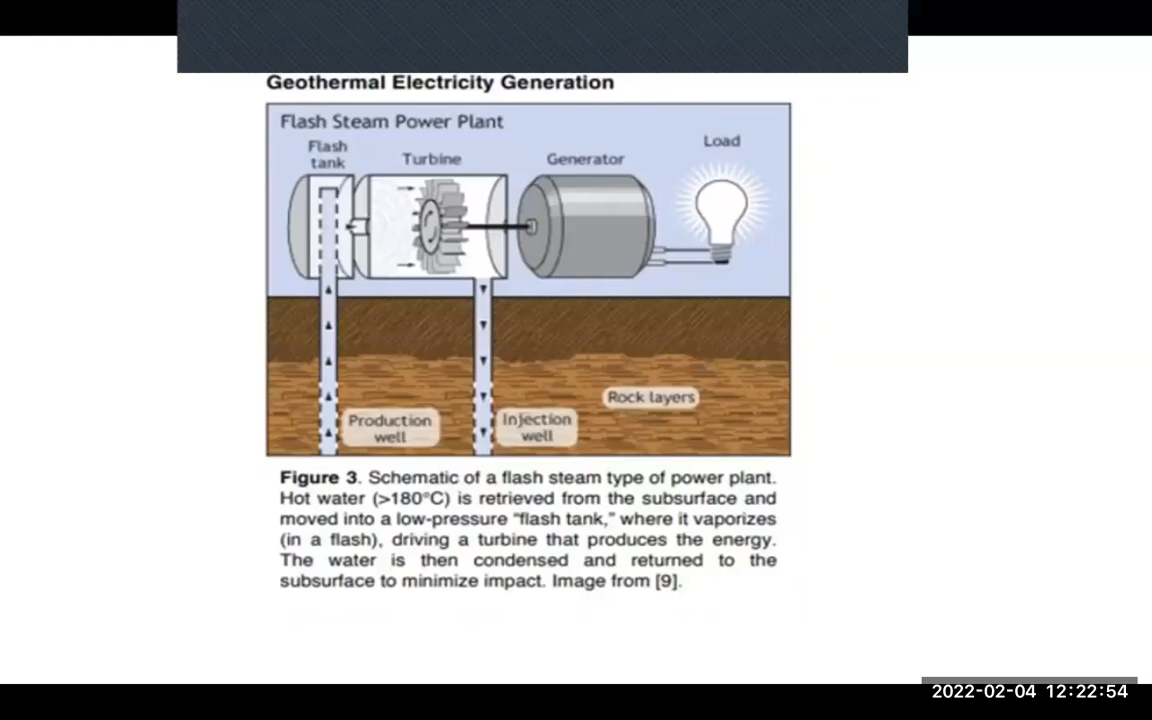 Geothermal Electricity Generation
Flash Steam Power Plant
Flash
tank
Turbine
Generator
Load
Rock layers
Production
well
Injection
well
Figure 3. Schematic of a flash steam type of power plant.
Hot water (>180°C) is retrieved from the subsurface and
moved into a low-pressure "flash tank," where it vaporizes
(in a flash), driving a turbine that produces the energy.
The water is then condensed and returned to the
subsurface to minimize impact. Image from [9].
2022-02-04 12:22:54